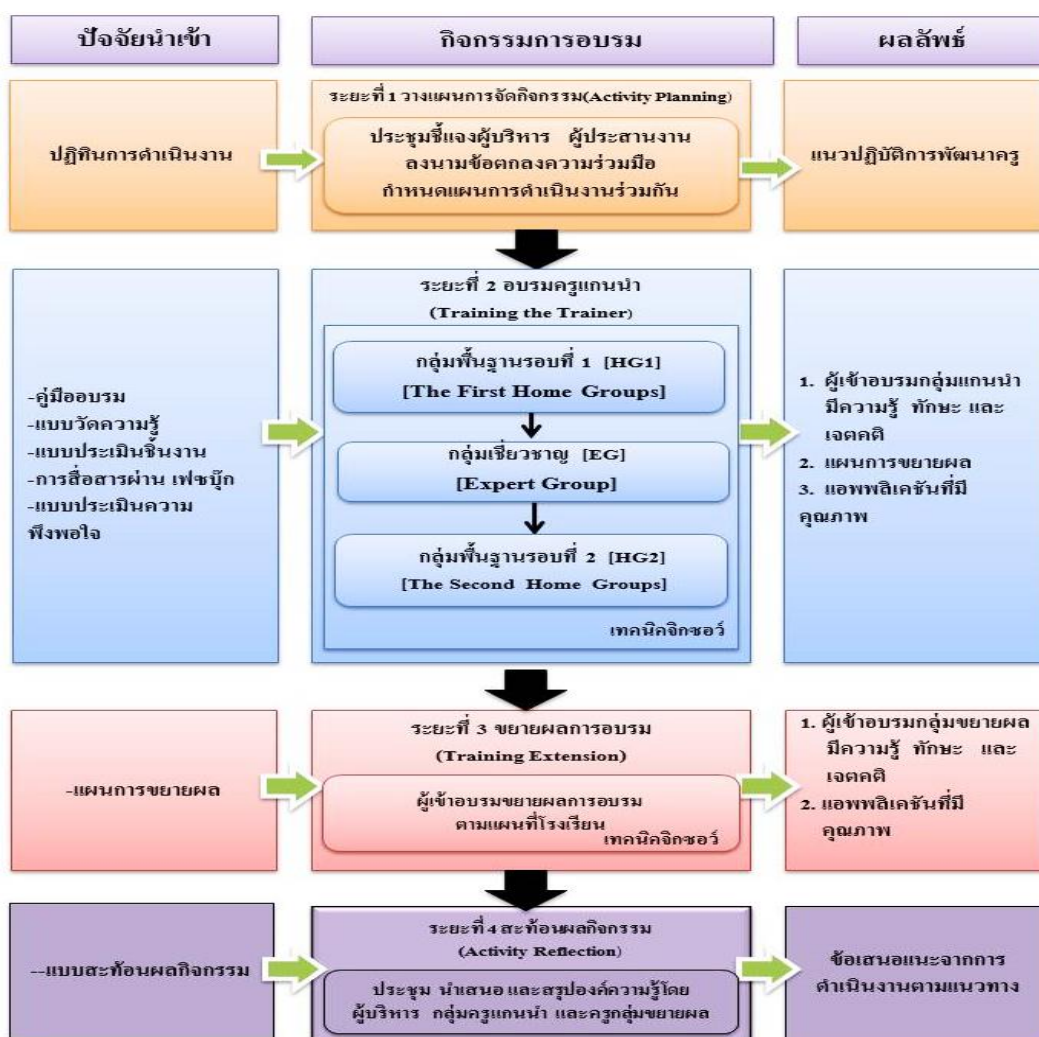 ปัจจัยนำเข้า
กิจกรรมการอบรม
ผลลัพธ์
ปฏิทินการดำเนินงาน
ระยะที่ 1 วางแผนการจัดกิจกรรม(Activity Planning)
ประชุมชี้แจงผู้บริหาร ผู้ประสานงาน
ลงนามข้อตกลงความร่วมมือ
กำหนดแผนการดำเนินงานร่วมกัน
แนวปฏิบัติการพัฒนาครู
-คู่มืออบรม
-แบบวัดความรู้
-แบบประเมินชิ้นงาน
-การสื่อสารผ่าน เฟซบุ๊ก
-แบบประเมินความ
พึงพอใจ
ระยะที่ 2 อบรมครูแกนนำ
(Training the Trainer)
กลุ่มพื้นฐานรอบที่ 1 [HG1]
[The First Home Groups]
กลุ่มเชี่ยวชาญ [EG]
[Expert Group]
กลุ่มพื้นฐานรอบที่ 2 [HG2]
[The Second Home Groups]
เทคนิคจิกซอว์
1. ผู้เข้าอบรมกลุ่มแกนนำ
มีความรู้ ทักษะ และ
เจตคติ
2. แผนการขยายผล
3. แอพพลิเคชันที่มี
คุณภาพ
-แผนการขยายผล
ระยะที่ 3 ขยายผลการอบรม
(Training Extension)
ผู้เข้าอบรมขยายผลการอบรม
ตามแผนที่โรงเรียน
เทคนิคจิกซอว์
1. ผู้เข้าอบรมกลุ่มขยายผล
มีความรู้ ทักษะ และ
เจตคติ
2. แอพพลิเคชันที่มี
คุณภาพ
--แบบสะท้อนผลกิจกรรม
ระยะที่ 4 สะท้อนผลกิจกรรม
(Activity Reflection)
ประชุม นำเสนอ และสรุปองค์ความรู้โดย
ผู้บริหาร กลุ่มครูแกนนำ และครูกลุ่มขยายผล
ข้อเสนอแนะจากการ
ดำเนินงานตามแนวทาง